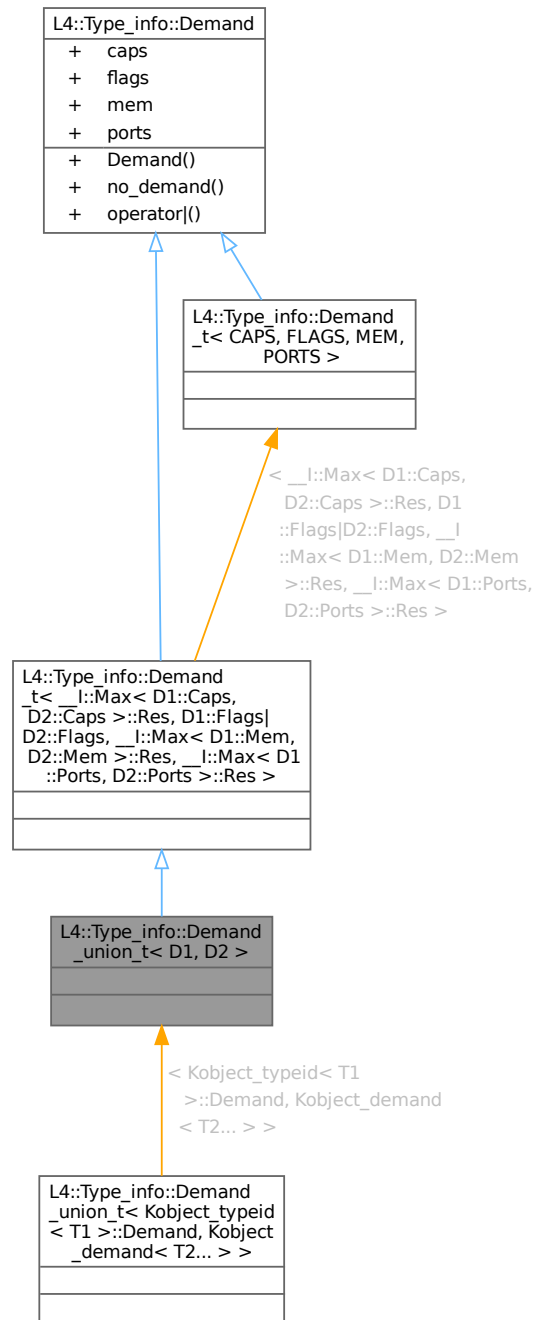 L4::Type_info::Demand
+ caps
+ flags
+ mem
+ ports
+ Demand()
+ no_demand()
+ operator|()
L4::Type_info::Demand
_t< CAPS, FLAGS, MEM,
PORTS >
< __I::Max< D1::Caps,
D2::Caps >::Res, D1
::Flags|D2::Flags, __I
::Max< D1::Mem, D2::Mem
>::Res, __I::Max< D1::Ports,
D2::Ports >::Res >
L4::Type_info::Demand
_t< __I::Max< D1::Caps,
D2::Caps >::Res, D1::Flags|
D2::Flags, __I::Max< D1::Mem,
D2::Mem >::Res, __I::Max< D1
::Ports, D2::Ports >::Res >
L4::Type_info::Demand
_union_t< D1, D2 >
< Kobject_typeid< T1
>::Demand, Kobject_demand
< T2... > >
L4::Type_info::Demand
_union_t< Kobject_typeid
< T1 >::Demand, Kobject
_demand< T2... > >